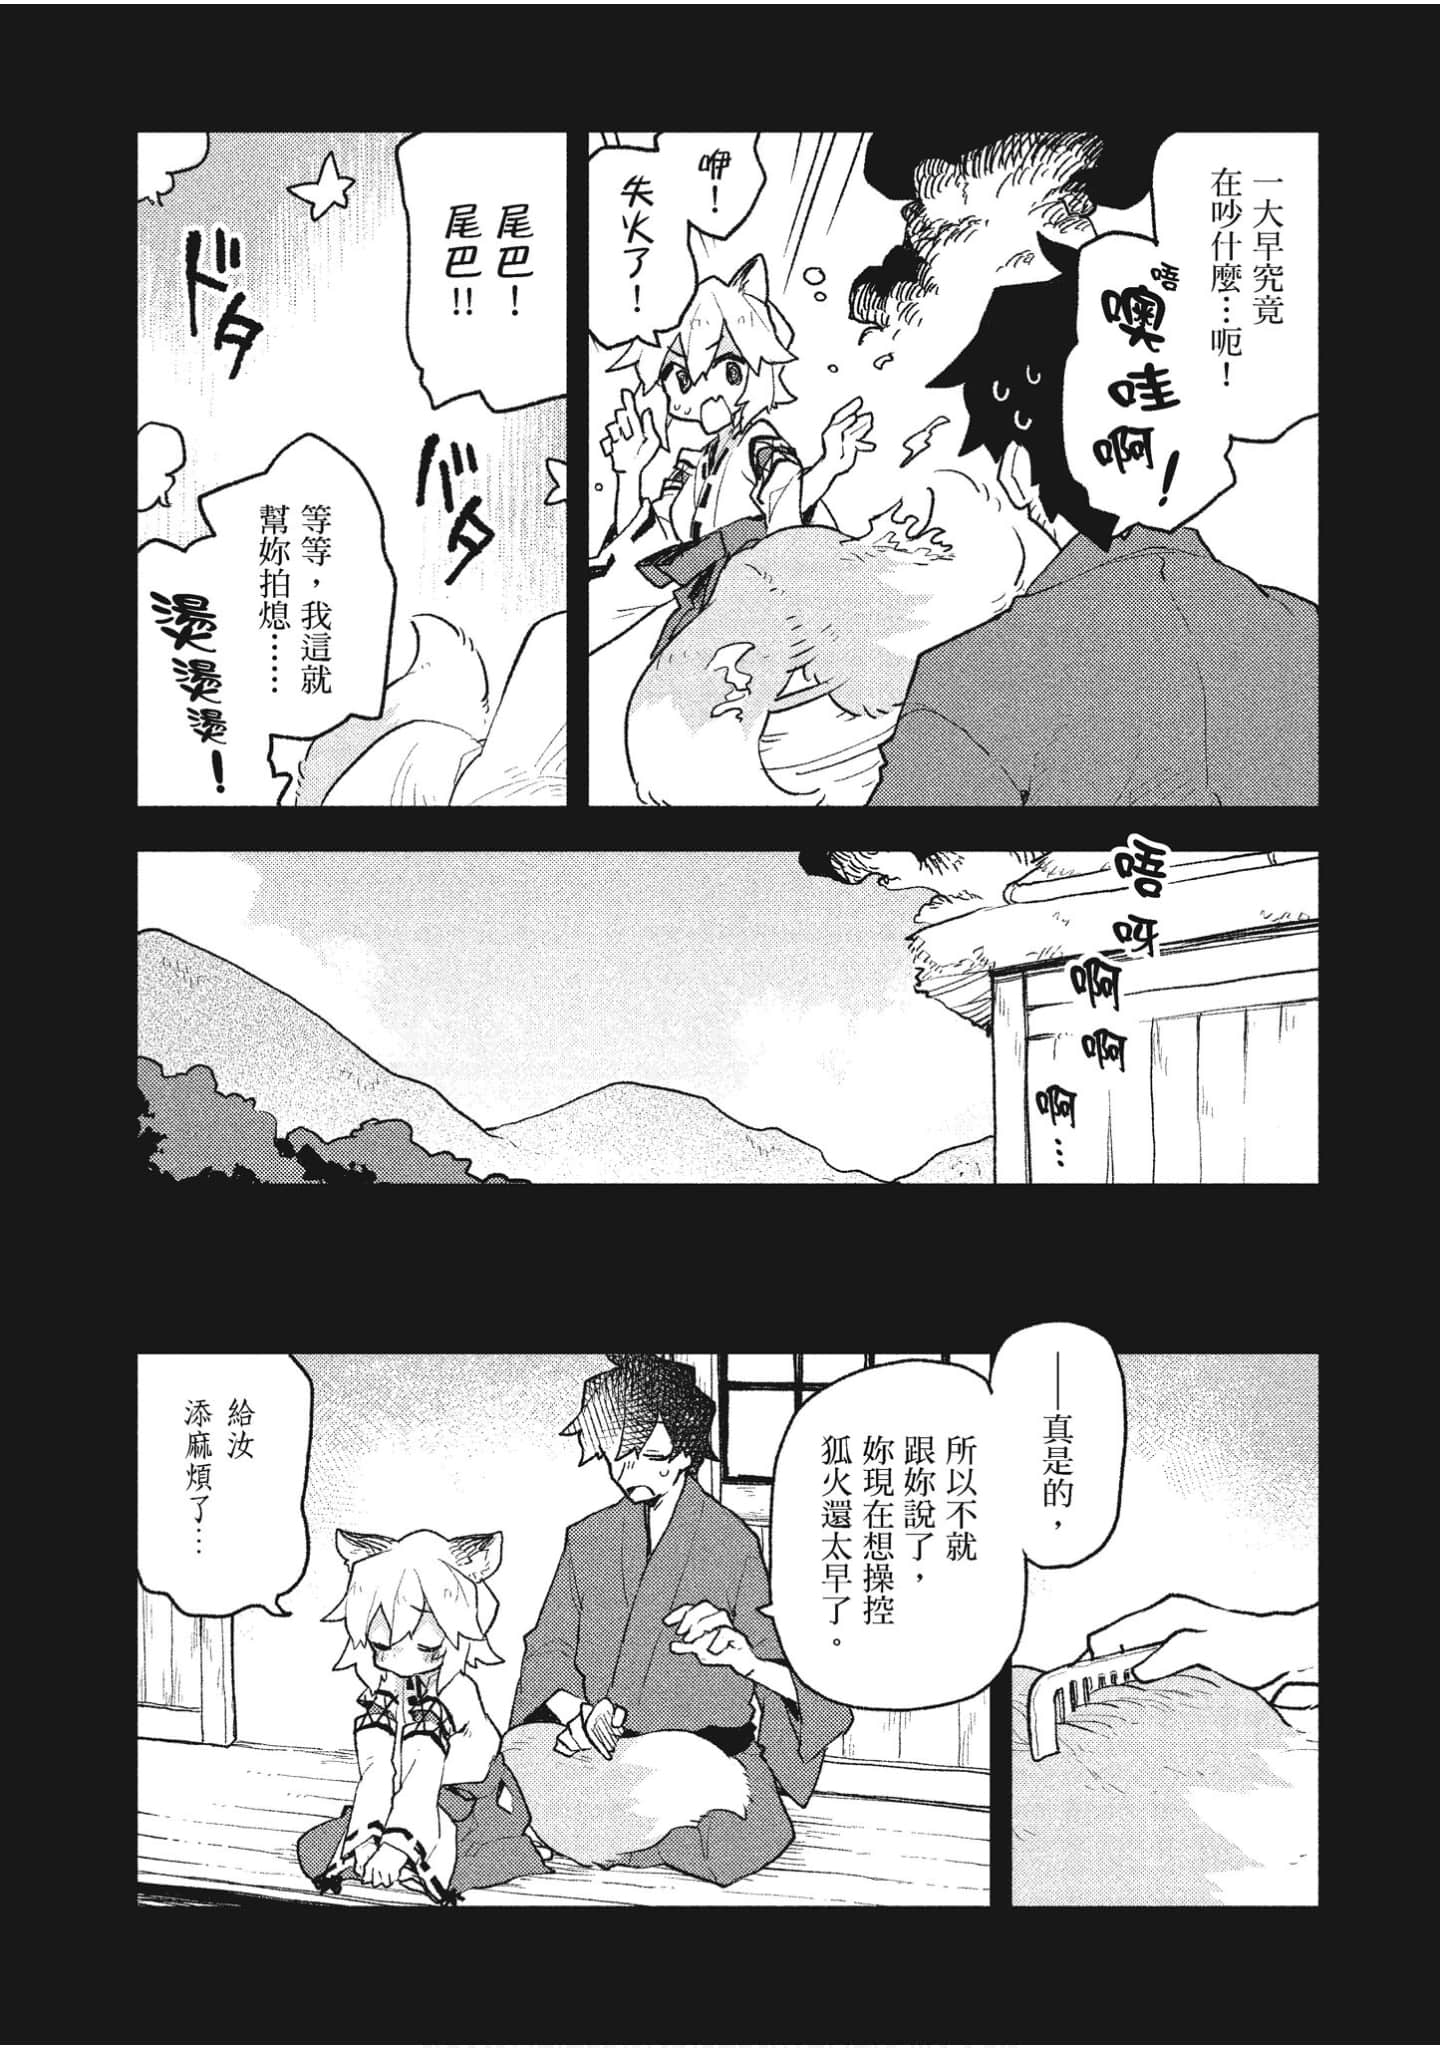 一大早究竟
在吵什麼…呃！
唔
噢哇啊！
咿！
失火了！
尾巴！
尾巴！！
ドタ
ドタ
等等，我這就
幫妳拍熄……
燙燙燙！
唔呀啊啊啊…
——真是的，
所以不就
跟妳說了，
妳現在想操控
狐火還太早了。
給汝
添麻煩了…